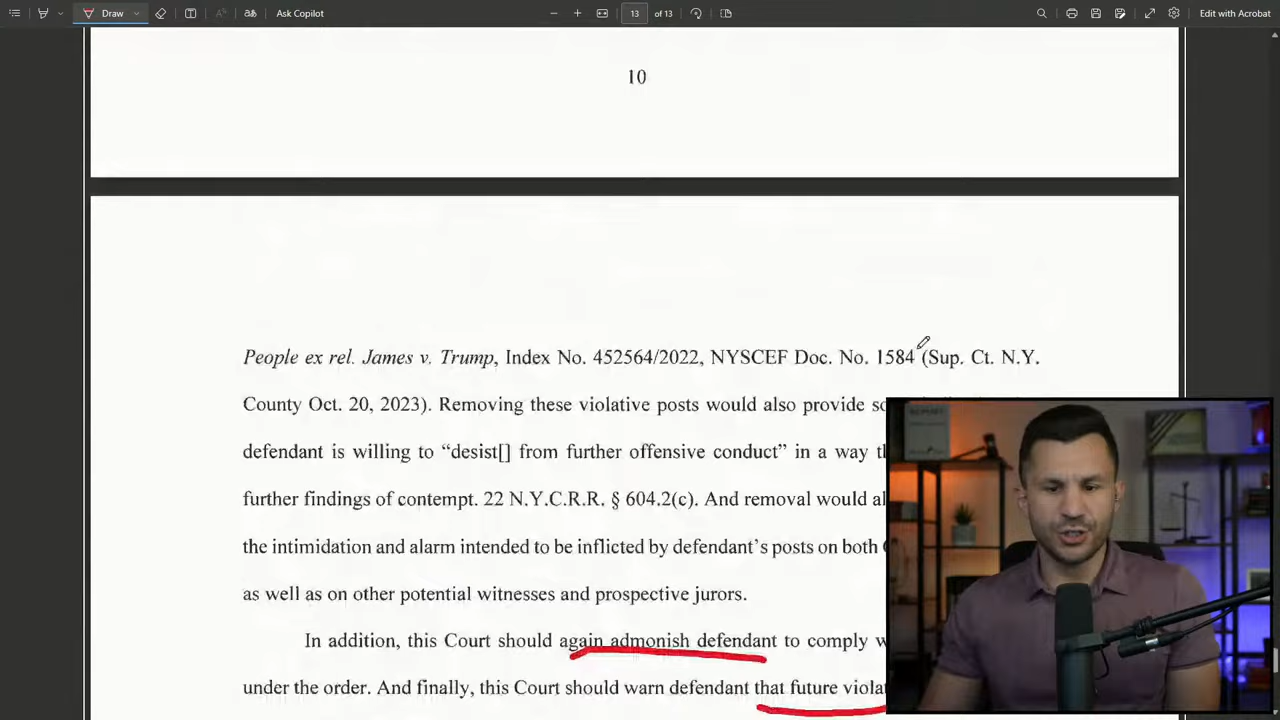 Draw
Ask Copilot
13 of 13
Edit with Acrobat
10
People ex rel. James v. Trump, Index No. 452564/2022, NYSCEF Doc. No. 1584 (Sup. Ct. N.Y.
County Oct. 20, 2023). Removing these violative posts would also provide
defendant is willing to “desist[] from further offensive conduct” in a way
further findings of contempt. 22 N.Y.C.R.R. § 604.2(c). And removal would
the intimidation and alarm intended to be inflicted by defendant’s posts on both
as well as on other potential witnesses and prospective jurors.
In addition, this Court should again admonish defendant to comply
under the order. And finally, this Court should warn defendant that future